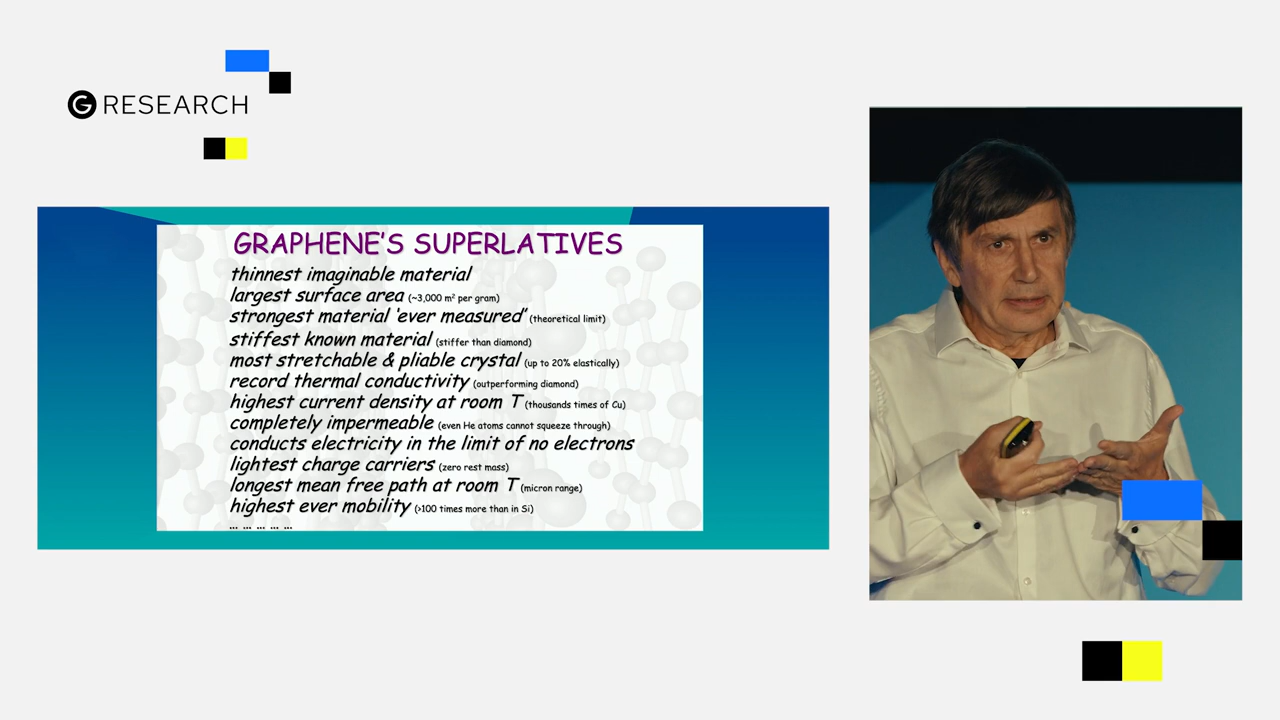 G RESEARCH
GRAPHENE'S SUPERLATIVES
thinnest imaginable material
largest surface area (~3,000 m² per gram)
strongest material 'ever measured' (theoretical limit)
stiffest known material (stiffer than diamond)
most stretchable & pliable crystal (up to 20% elastically)
record thermal conductivity (outperforming diamond)
highest current density at room T (thousands times of Cu)
completely impermeable (even He atoms cannot squeeze through)
conducts electricity in the limit of no electrons
lightest charge carriers (zero rest mass)
longest mean free path at room T (micron range)
highest ever mobility (>100 times more than in Si)
... ... ... ... ...